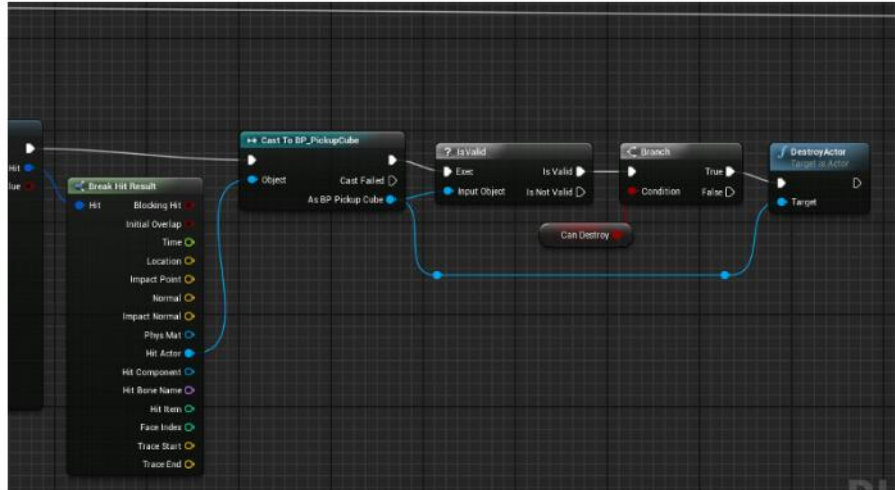 Hit
lue
Break Hit Result
Hit
Blocking Hit
Initial Overlap
Time
Location
Impact Point
Normal
Impact Normal
Phys Mat
Hit Actor
Hit Component
Hit Bone Name
Hit Item
Face Index
Trace Start
Trace End
Cast To BP_PickupCube
Object
Cast Failed
As BP Pickup Cube
? IsValid
Exec
Is Valid
Input Object
Is Not Valid
Can Destroy
Branch
True
Condition
False
f DestroyActor
Target is Actor
Target